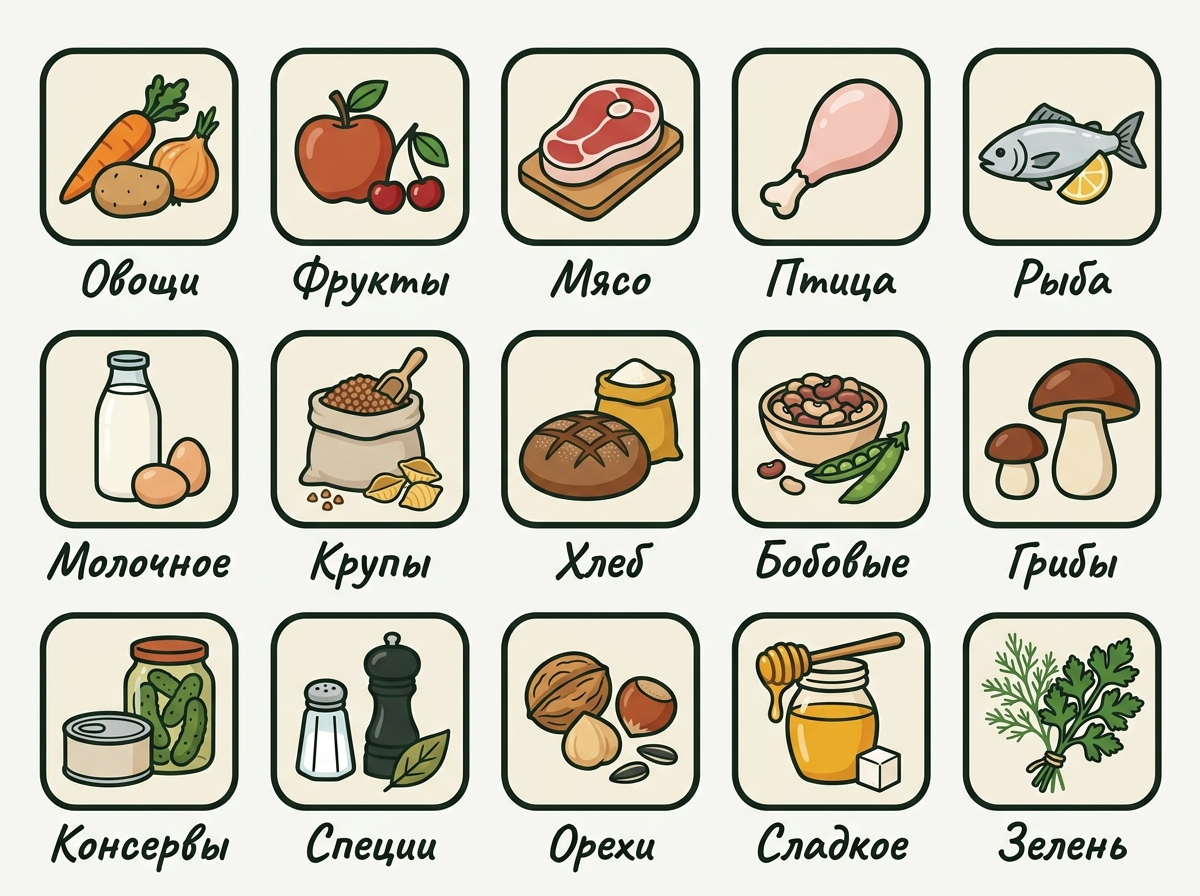 Овощи Фрукты Мясо Птица Рыба
Молочное Крупы Хлеб Бобовые Грибы
Консервы Специи Орехи Сладкое Зелень